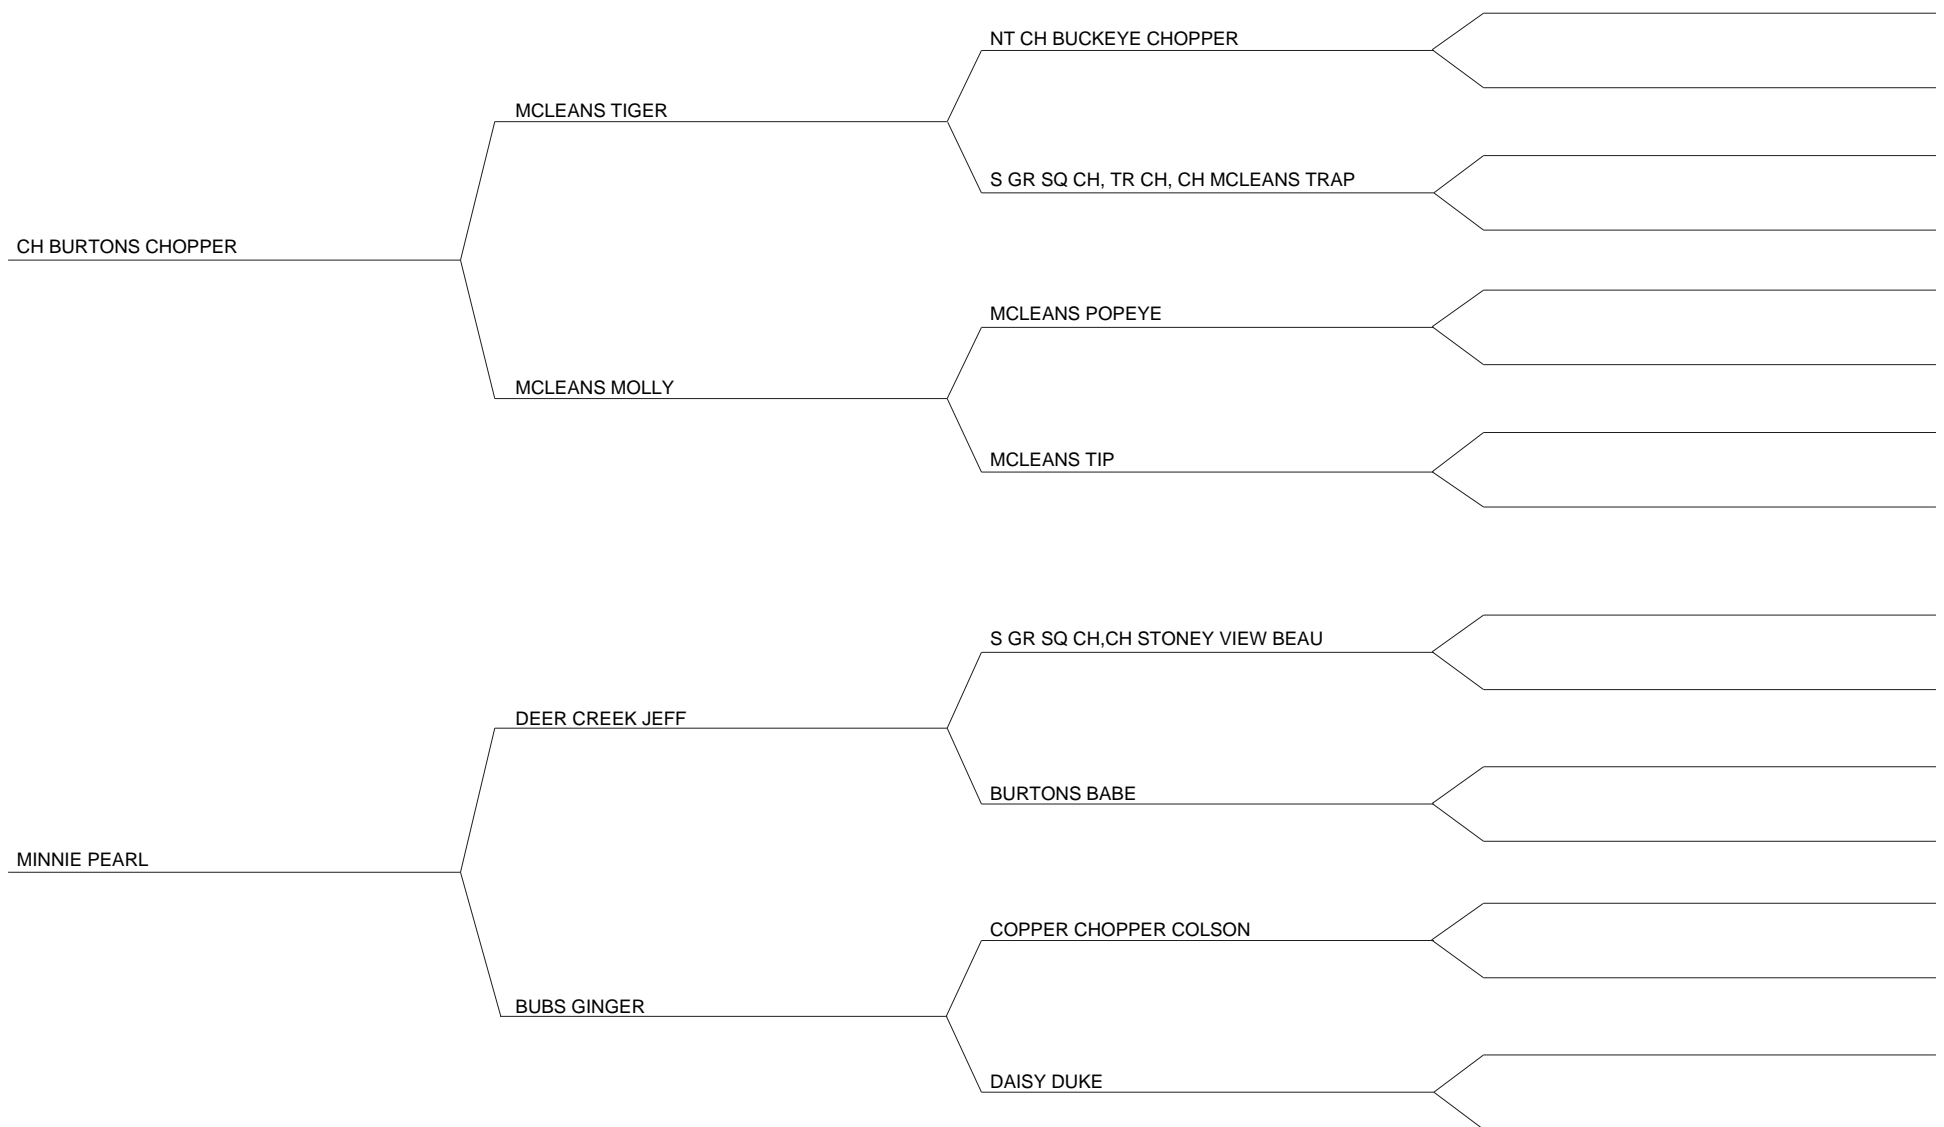 NT CH BUCKEYE CHOPPER
MCLEANS TIGER
S GR SQ CH, TR CH, CH MCLEANS TRAP
CH BURTONS CHOPPER
MCLEANS POPEYE
MCLEANS MOLLY
MCLEANS TIP
S GR SQ CH,CH STONEY VIEW BEAU
DEER CREEK JEFF
BURTONS BABE
MINNIE PEARL
COPPER CHOPPER COLSON
BUBS GINGER
DAISY DUKE